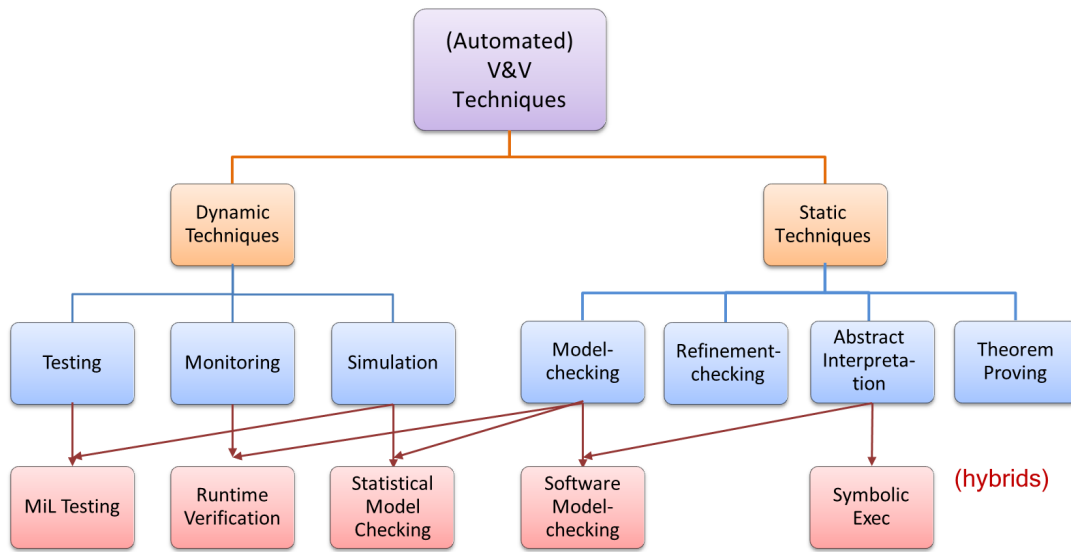 (Automated)
V&V
Techniques
Dynamic
Techniques
Static
Techniques
Testing
Monitoring
Simulation
Model-
checking
Refinement-
checking
Abstract
Interpreta-
tion
Theorem
Proving
MiL Testing
Runtime
Verification
Statistical
Model
Checking
Software
Model-
checking
Symbolic
Exec
(hybrids)